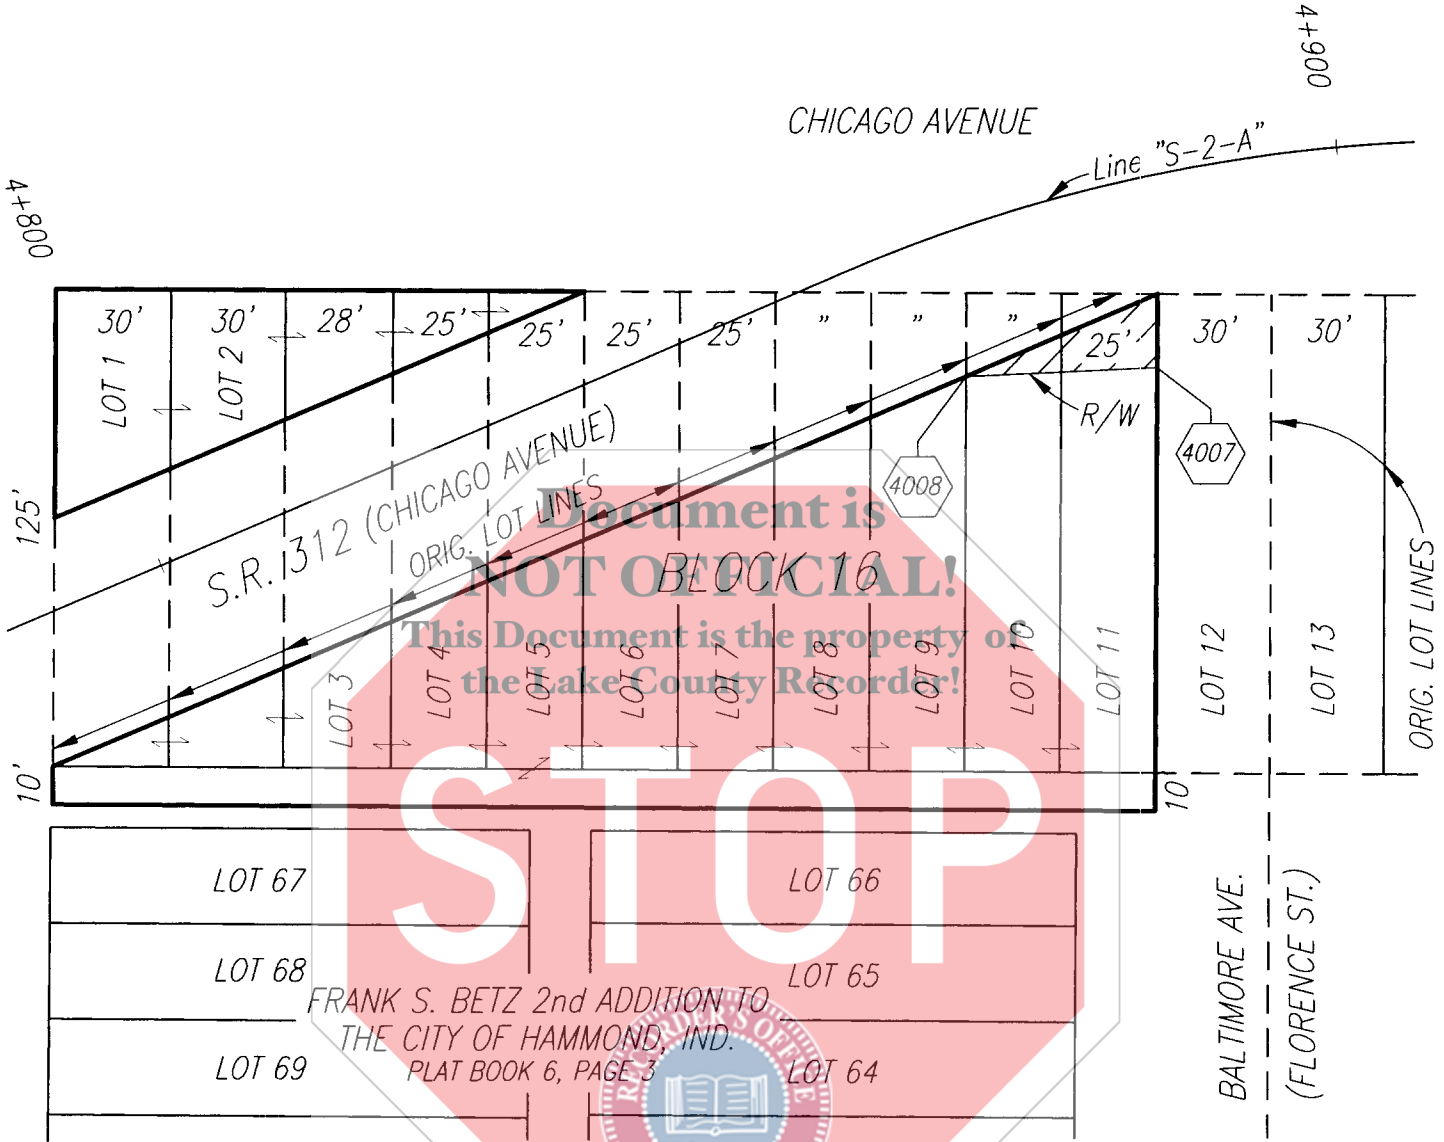 4+900
CHICAGO AVENUE
Line "S-2-A"
4+800
30' 30' 28' 25' 25' 25' 25' " " " 25' 30' 30'
LOT 1
LOT 2
R/W
4007
4008
125'
S.R. 312 (CHICAGO AVENUE)
ORIG. LOT LINES
Document is
NOT OFFICIAL!
BLOCK 16
This Document is the property of
the Lake County Recorder!
LOT 3
LOT 4
LOT 5
LOT 6
LOT 7
LOT 8
LOT 9
LOT 10
LOT 11
LOT 12
LOT 13
ORIG. LOT LINES
10'
10'
STOP
LOT 67
LOT 66
LOT 68
LOT 65
FRANK S. BETZ 2nd ADDITION TO
THE CITY OF HAMMOND, IND.
PLAT BOOK 6, PAGE 3
LOT 69
LOT 64
RECORDER'S OFFICE
BALTIMORE AVE.
(FLORENCE ST.)